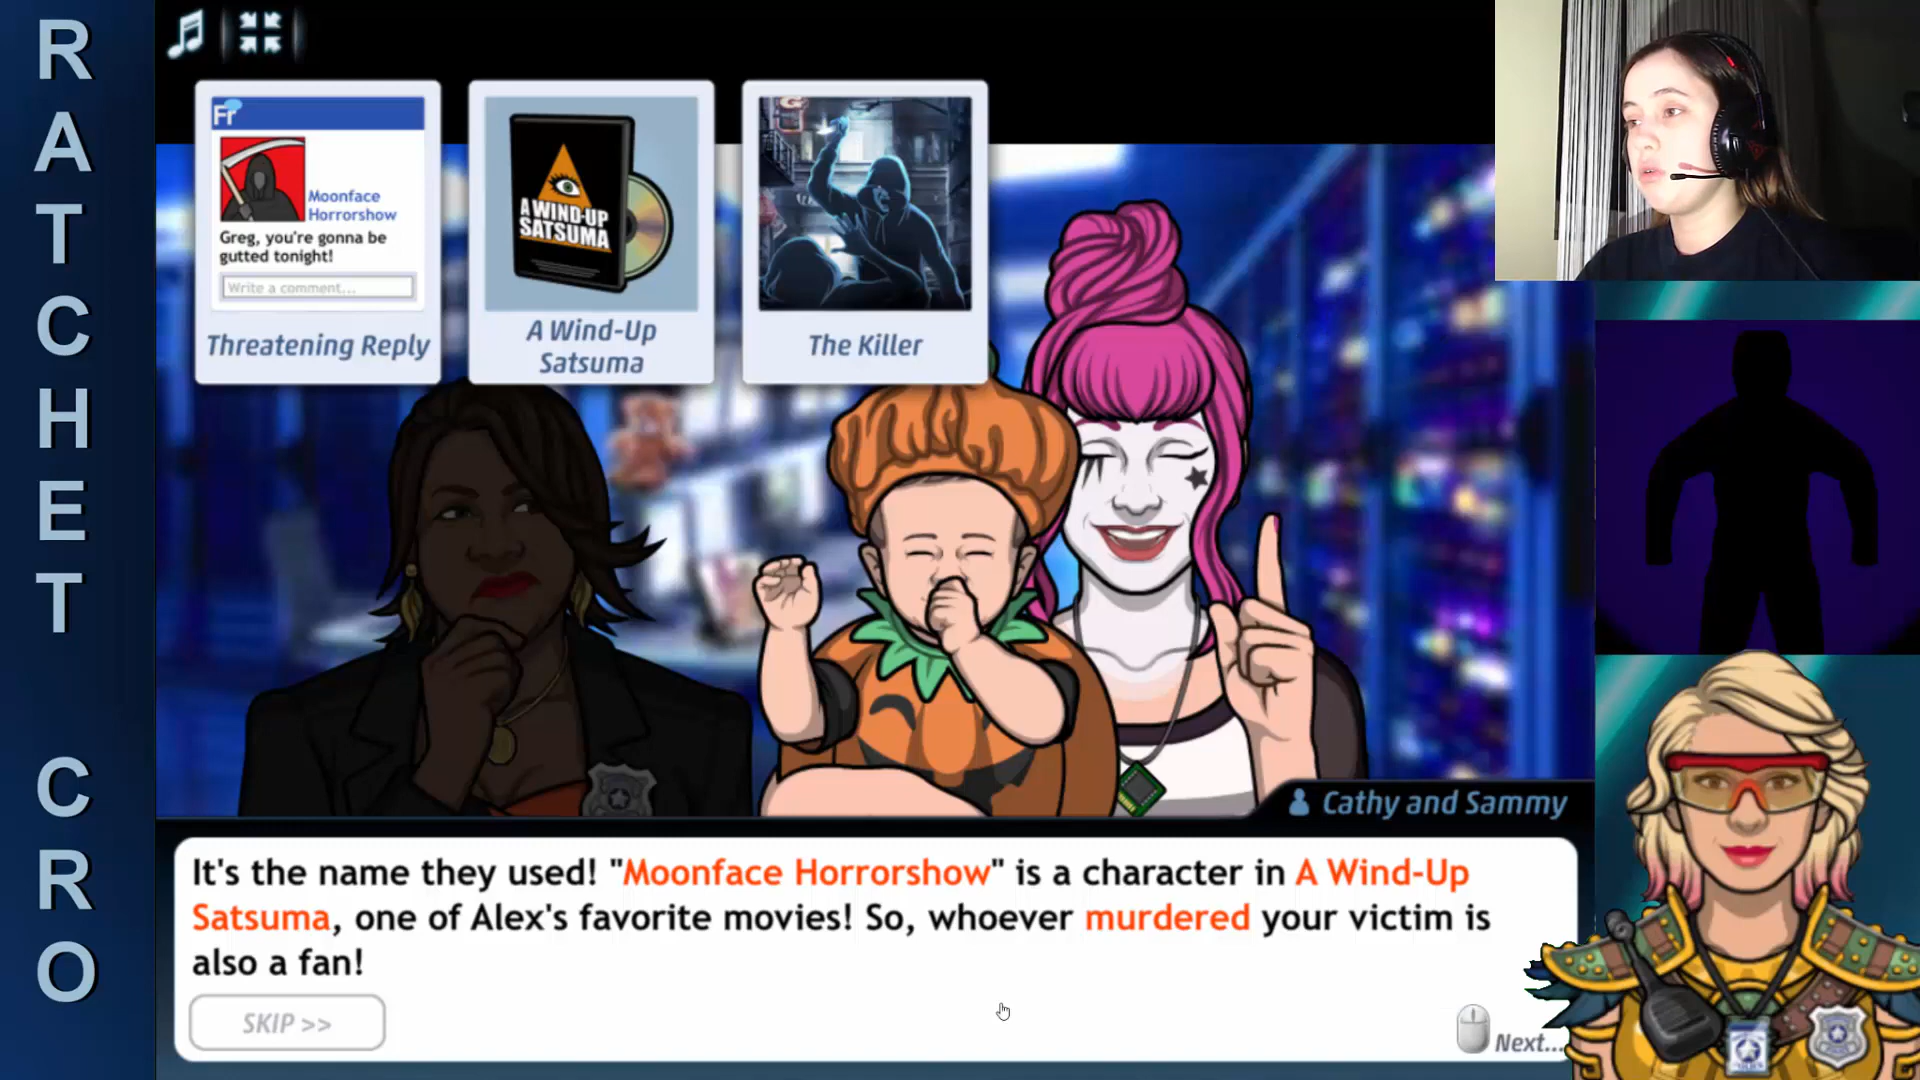 RATCHET CRO
Fr
Moonface
Horrorshow
Greg, you're gonna be
gutted tonight!
Write a comment...
Threatening Reply
A WIND-UP
SATSUMA
A Wind-Up
Satsuma
The Killer
Cathy and Sammy
It's the name they used! "Moonface Horrorshow" is a character in A Wind-Up
Satsuma, one of Alex's favorite movies! So, whoever murdered your victim is
also a fan!
SKIP >>
Next...